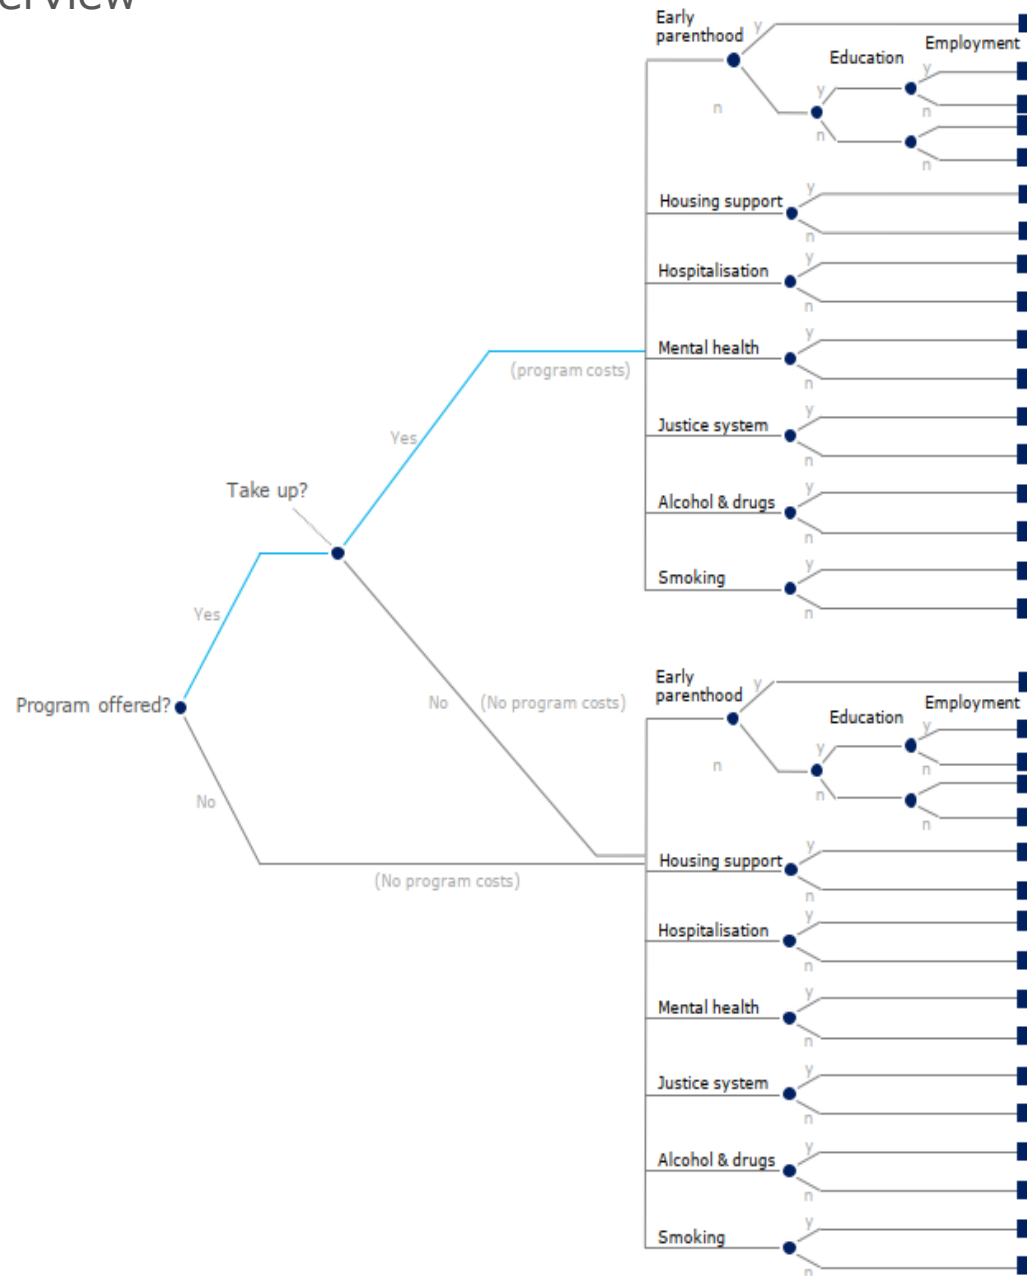 Early
parenthood
y
n
Education
Employment
y
n
y
n
n
Housing support
y
n
Hospitalisation
y
n
Mental health
y
n
(program costs)
Justice system
y
n
Yes
Take up?
Alcohol & drugs
y
n
Smoking
y
n
Yes
Program offered?
No
(No program costs)
No
(No program costs)
Early
parenthood
y
n
Education
Employment
y
n
y
n
n
Housing support
y
n
Hospitalisation
y
n
Mental health
y
n
Justice system
y
n
Alcohol & drugs
y
n
Smoking
y
n